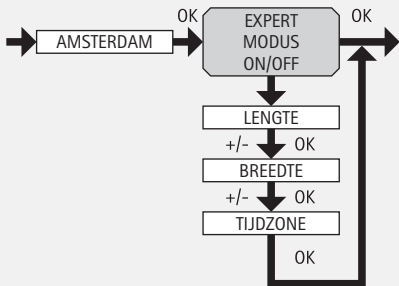 OK
EXPERT
MODUS
ON/OFF
OK
AMSTERDAM
LENGTE
+/- OK
BREEDTE
+/- OK
TIJDZONE
OK